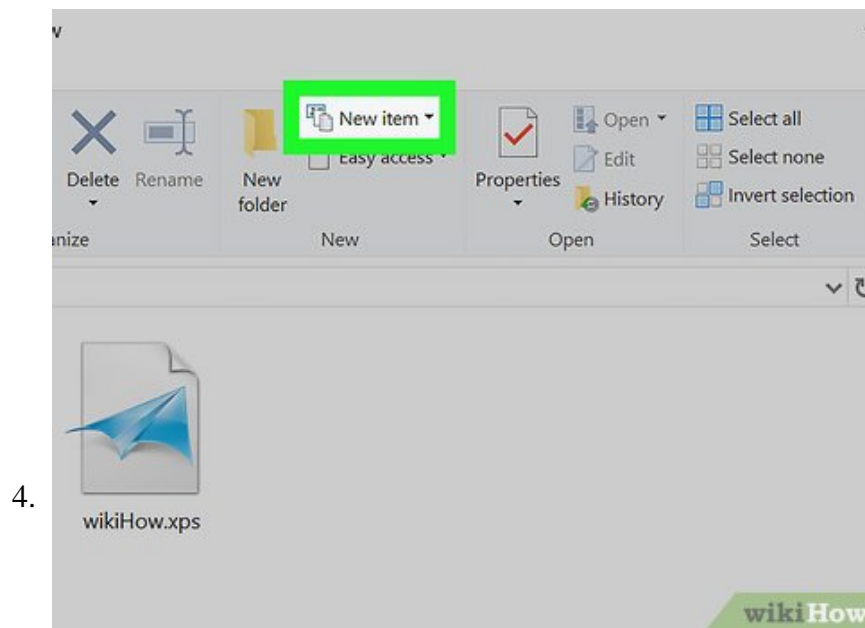 w
New item
Open
Select all
Easy access
Edit
Select none
Delete
Rename
New folder
Properties
History
Invert selection
nize
New
Open
Select
4.
wikiHow.xps
wikiHow